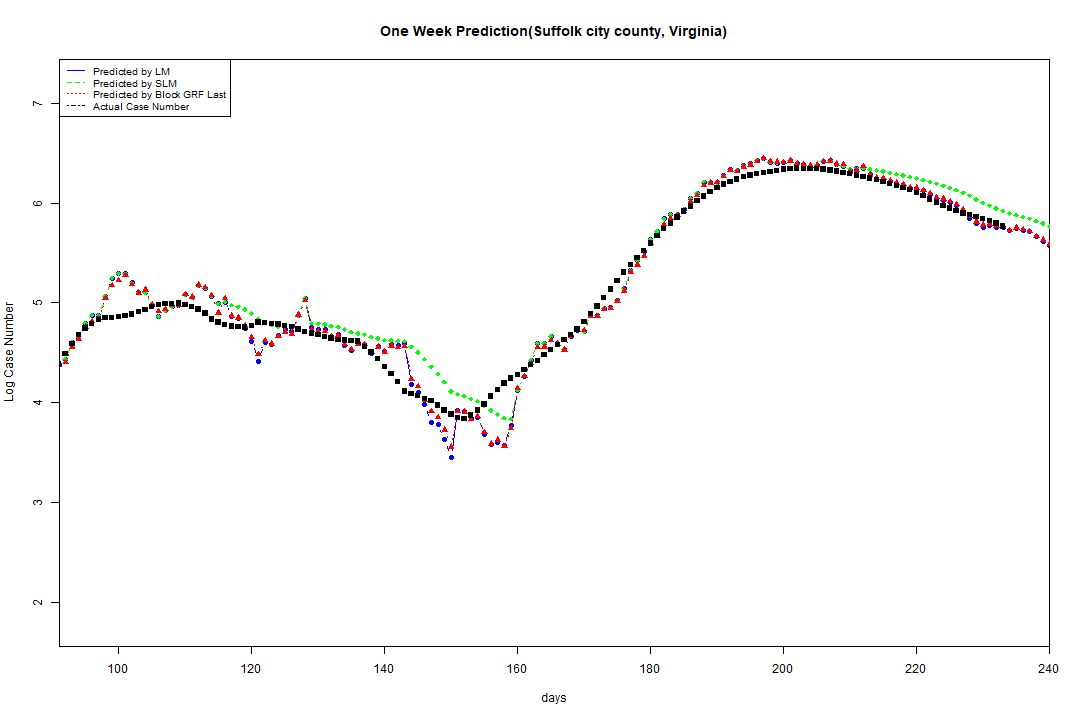 One Week Prediction(Suffolk city county, Virginia)
Predicted by LM
Predicted by SLM
Predicted by Block GRF Last
Actual Case Number
7
6
5
4
3
2
Log Case Number
100 120 140 160 180 200 220 240
days